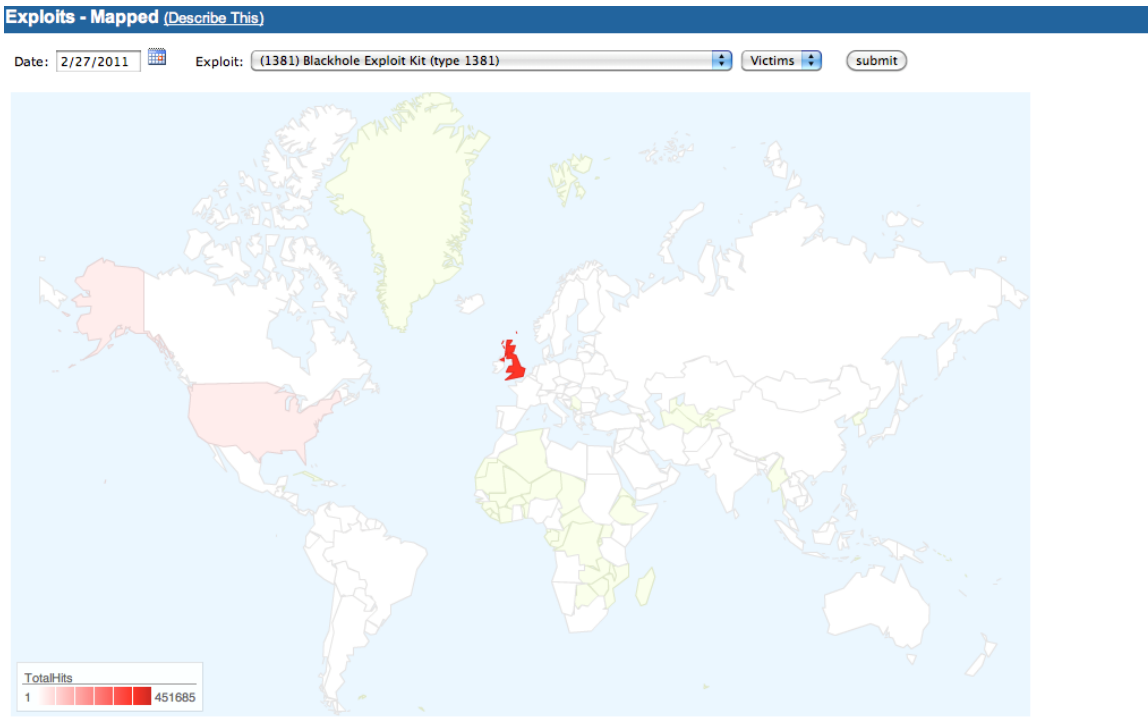 Exploits - Mapped (Describe This)
Date: 2/27/2011 Exploit: (1381) Blackhole Exploit Kit (type 1381) Victims submit
TotalHits
1 451685